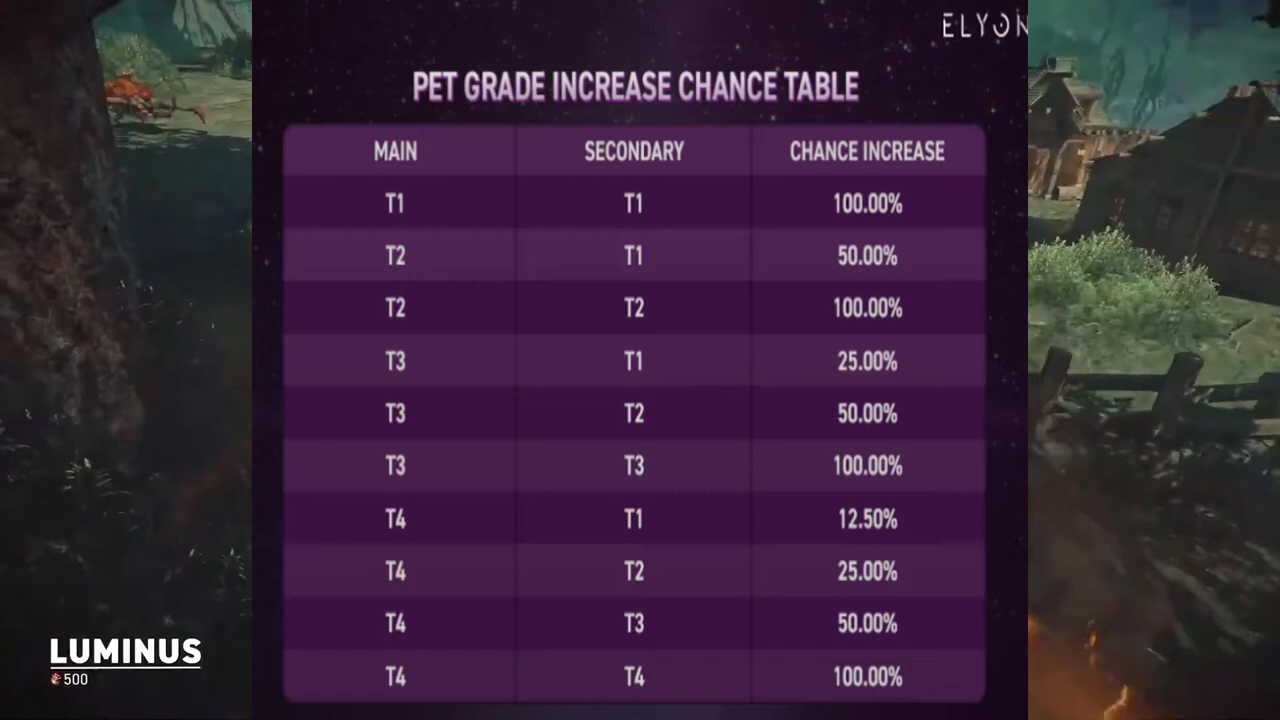 ELYON
PET GRADE INCREASE CHANCE TABLE
MAIN SECONDARY CHANCE INCREASE
T1 T1 100.00%
T2 T1 50.00%
T2 T2 100.00%
T3 T1 25.00%
T3 T2 50.00%
T3 T3 100.00%
T4 T1 12.50%
T4 T2 25.00%
T4 T3 50.00%
T4 T4 100.00%
LUMINUS
500